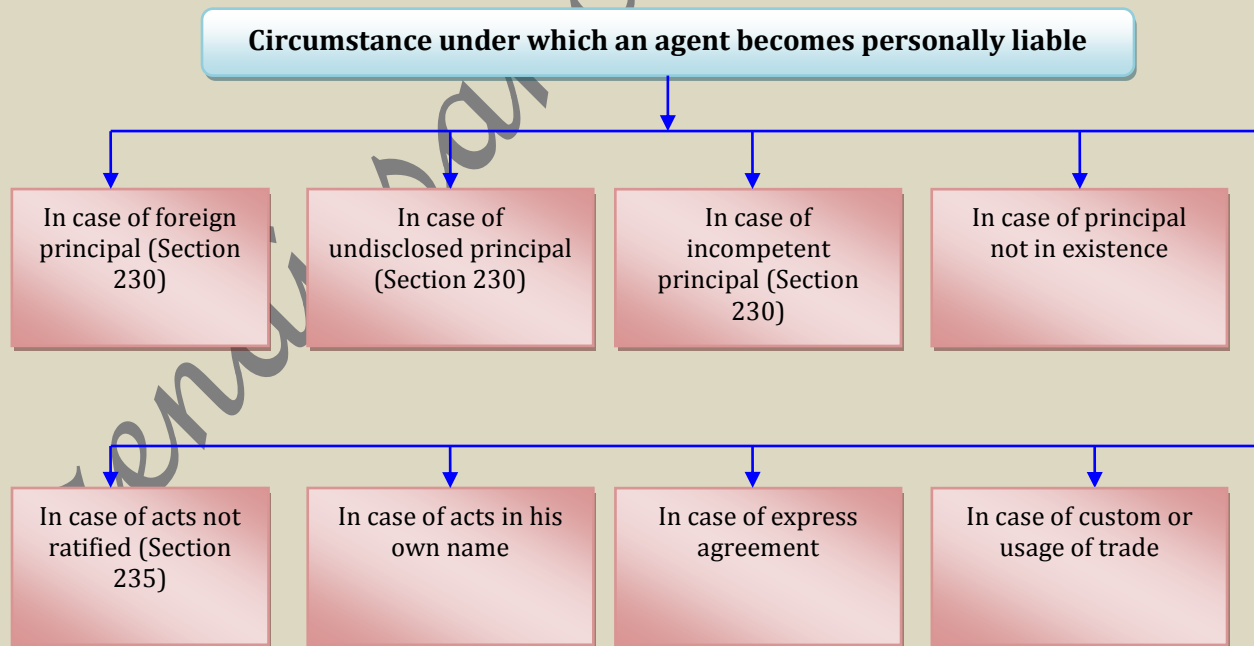 Circumstance under which an agent becomes personally liable
In case of foreign
principal (Section
230)
In case of
undisclosed principal
(Section 230)
In case of
incompetent
principal (Section
230)
In case of principal
not in existence
In case of acts not
ratified (Section
235)
In case of acts in his
own name
In case of express
agreement
In case of custom or
usage of trade